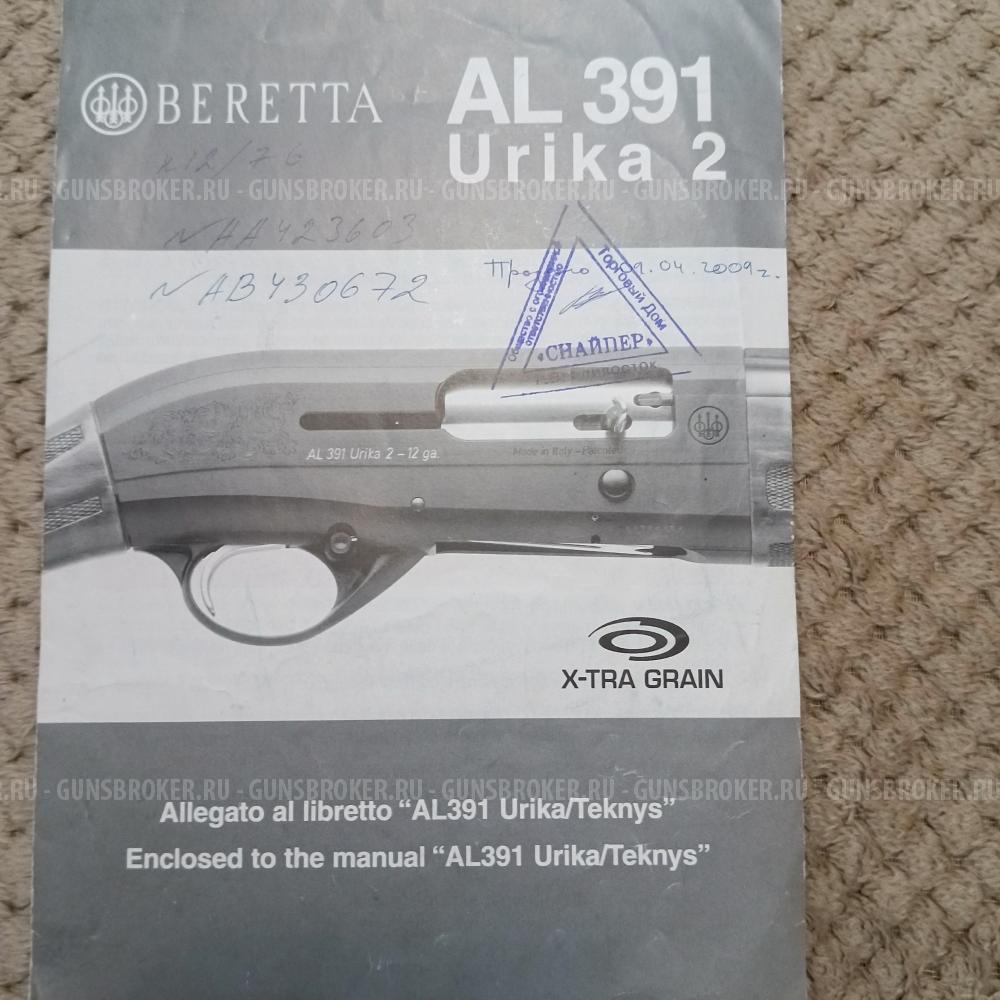 BERETTA
AL 391
Urika 2
к12/76
GUNSBROKER.RU - GUNSBROKER.RU - GUNSBROKER.RU - GUNSBROKER.RU - GUNSBROKER.RU
№AA423603
№AB430672
Продано 09.04.2009г.
Торговый Дом
«СНАЙПЕР»
AL 391 Urika 2 – 12 ga.
Made in Italy – Patented
X-TRA GRAIN
GUNSBROKER.RU - GUNSBROKER.RU - GUNSBROKER.RU - GUNSBROKER.RU - GUNSBROKER.RU
Allegato al libretto “AL391 Urika/Teknys”
Enclosed to the manual “AL391 Urika/Teknys”